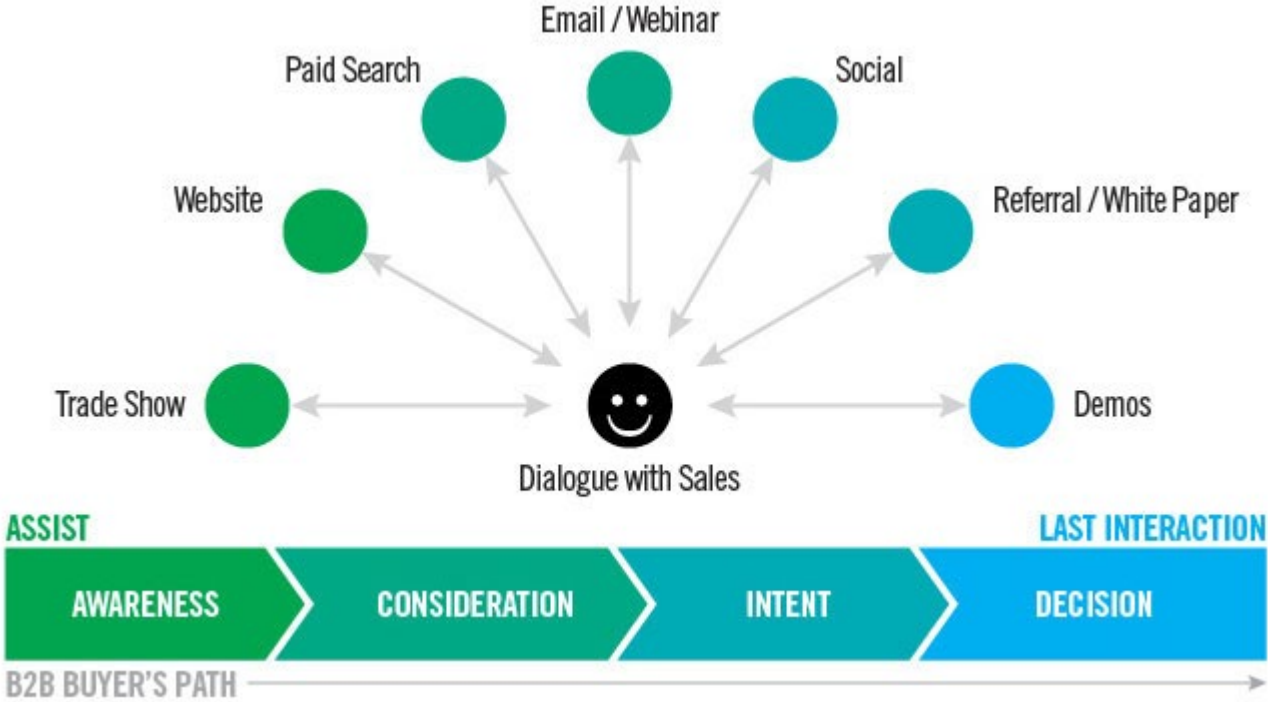 Email / Webinar
Paid Search
Social
Website
Referral / White Paper
Trade Show
Demos
Dialogue with Sales
ASSIST
LAST INTERACTION
AWARENESS
CONSIDERATION
INTENT
DECISION
B2B BUYER'S PATH